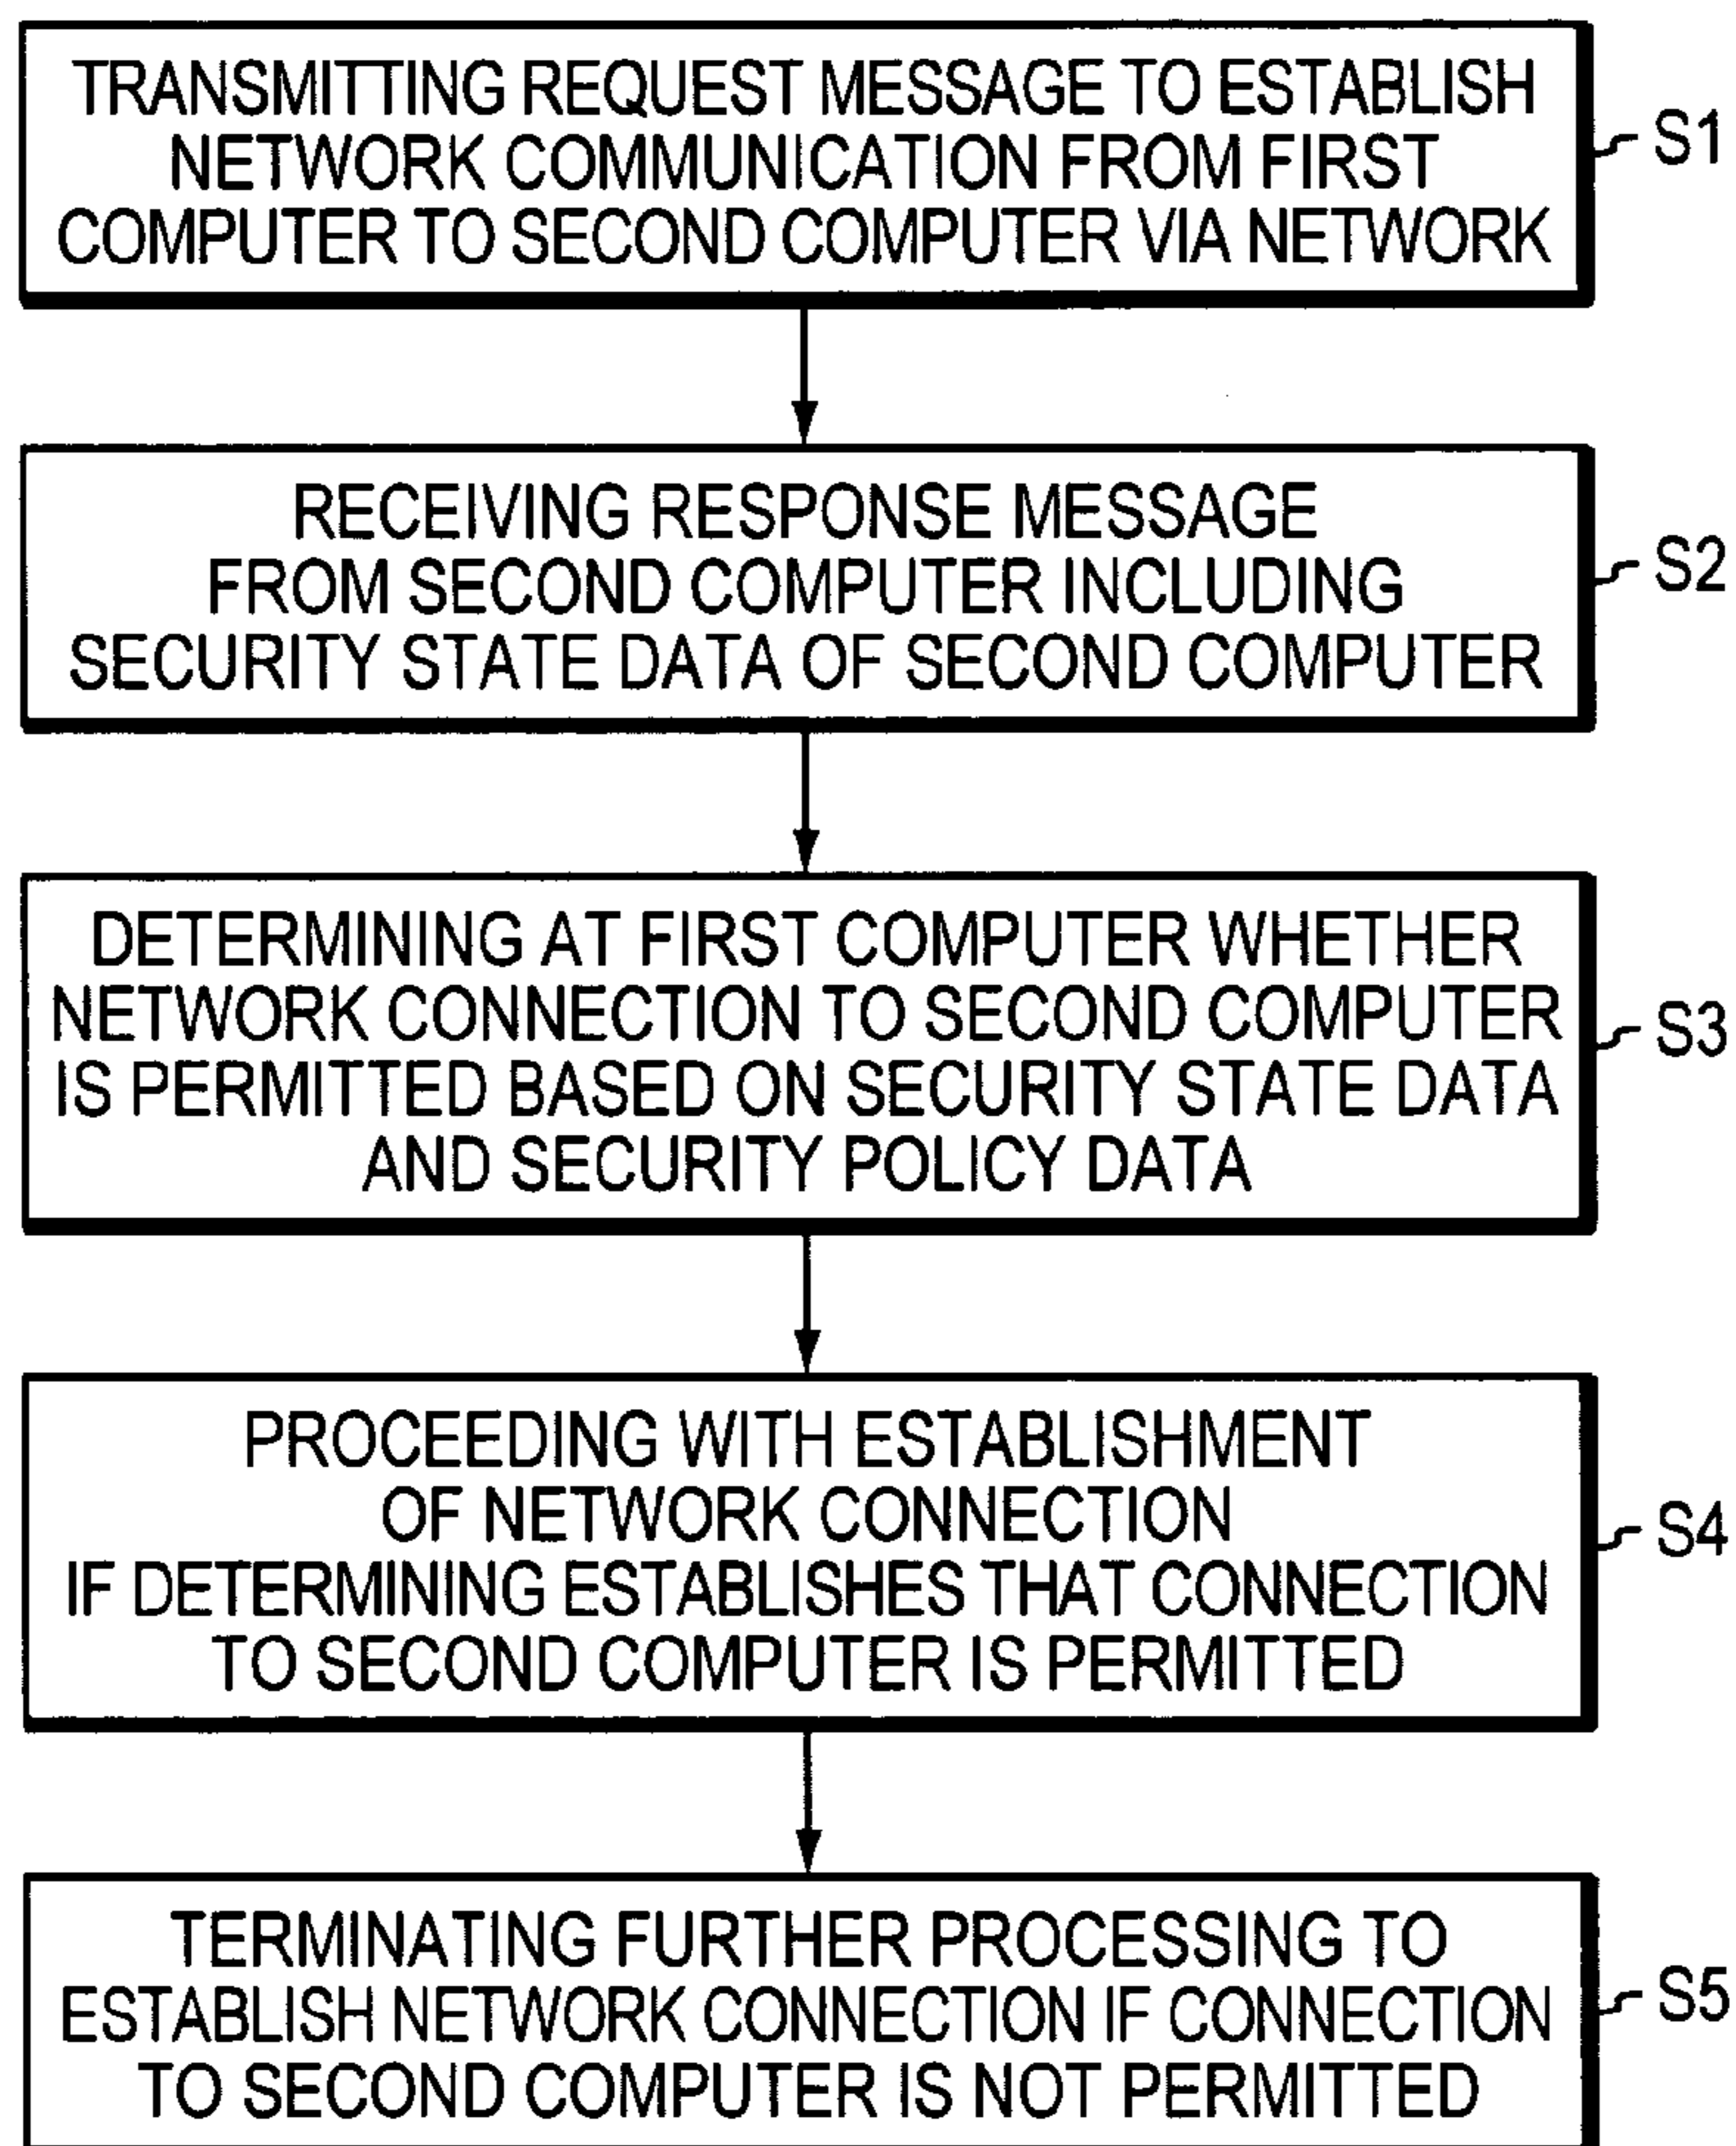 TRANSMITTING REQUEST MESSAGE TO ESTABLISH
NETWORK COMMUNICATION FROM FIRST
COMPUTER TO SECOND COMPUTER VIA NETWORK
S1
RECEIVING RESPONSE MESSAGE
FROM SECOND COMPUTER INCLUDING
SECURITY STATE DATA OF SECOND COMPUTER
S2
DETERMINING AT FIRST COMPUTER WHETHER
NETWORK CONNECTION TO SECOND COMPUTER
IS PERMITTED BASED ON SECURITY STATE DATA
AND SECURITY POLICY DATA
S3
PROCEEDING WITH ESTABLISHMENT
OF NETWORK CONNECTION
IF DETERMINING ESTABLISHES THAT CONNECTION
TO SECOND COMPUTER IS PERMITTED
S4
TERMINATING FURTHER PROCESSING TO
ESTABLISH NETWORK CONNECTION IF CONNECTION
TO SECOND COMPUTER IS NOT PERMITTED
S5